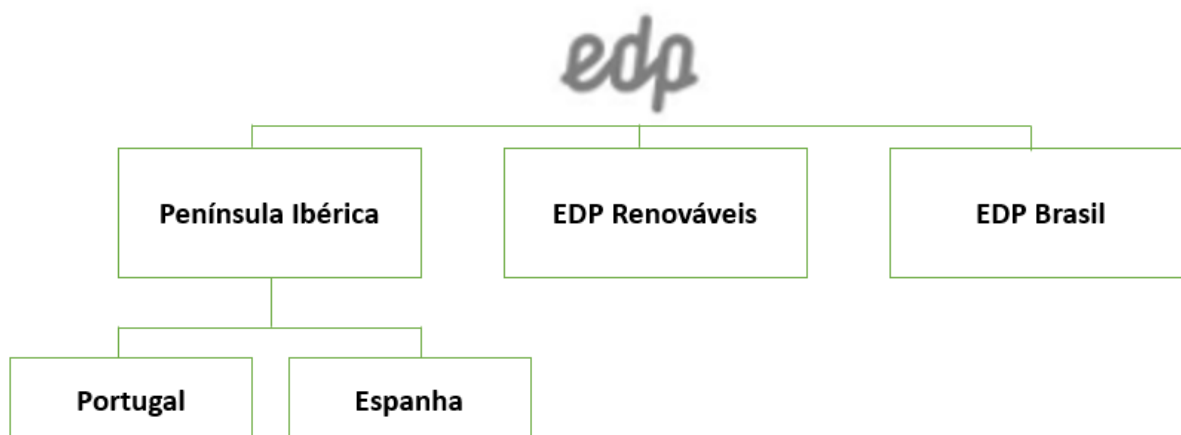 edp
Península Ibérica
EDP Renováveis
EDP Brasil
Portugal
Espanha